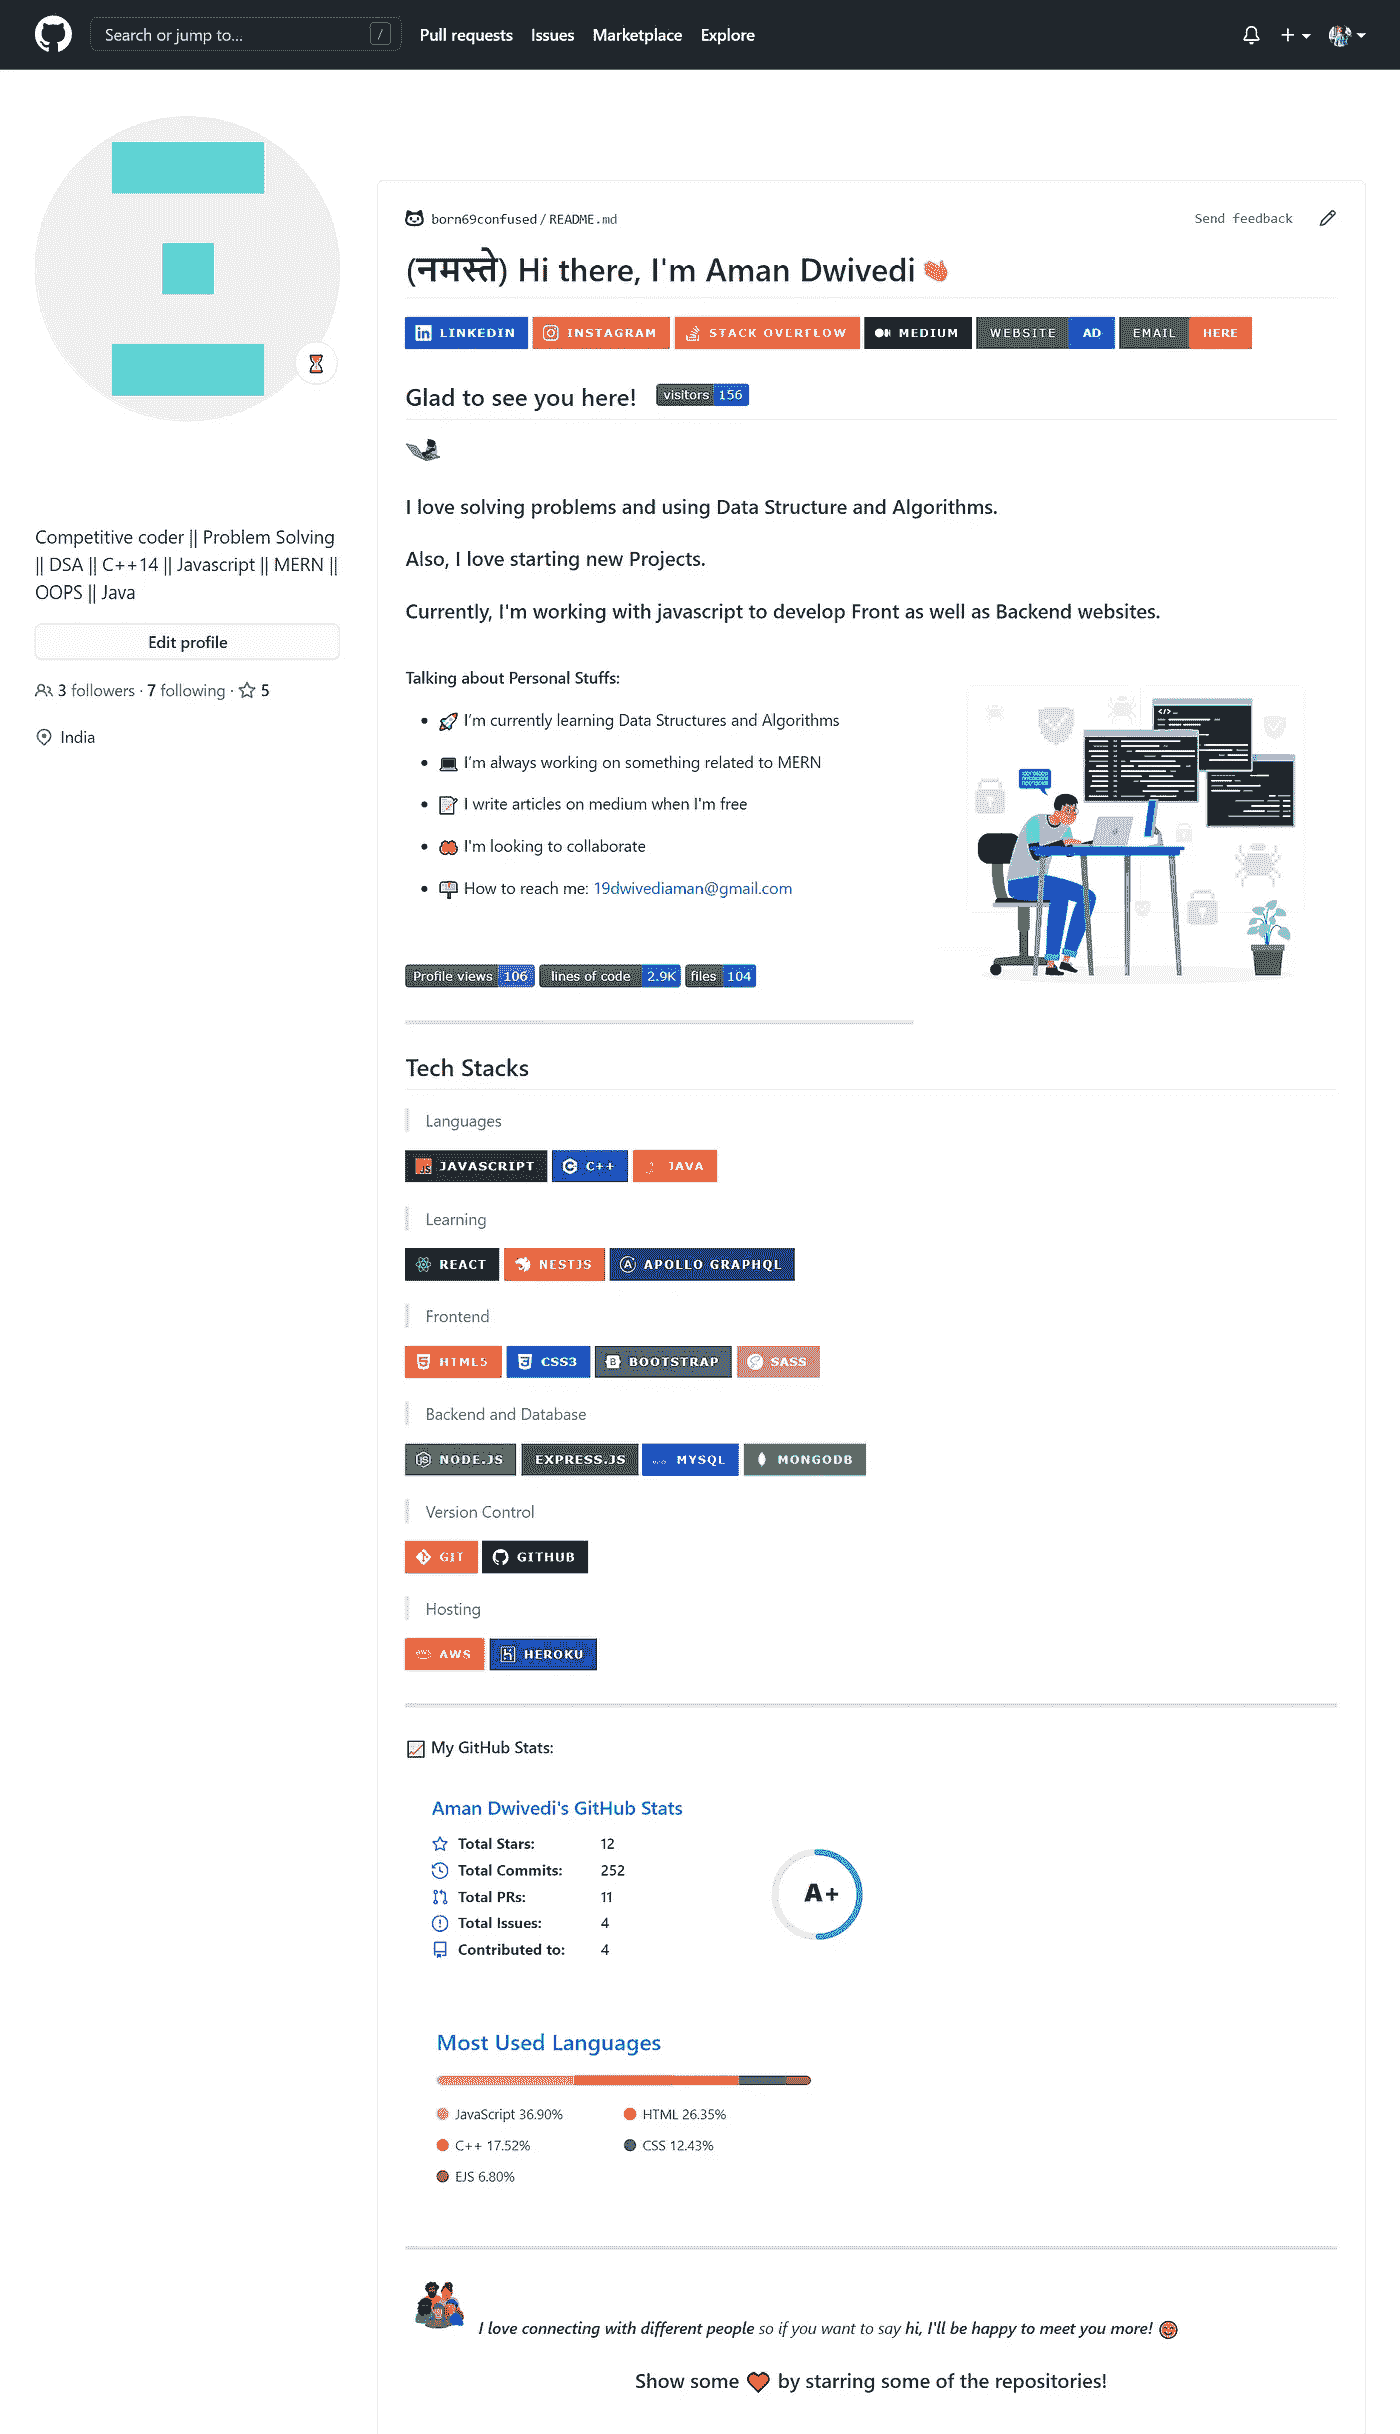 Search or jump to... /
Pull requests Issues Marketplace Explore
Competitive coder || Problem Solving
|| DSA || C++14 || Javascript || MERN ||
OOPS || Java
Edit profile
3 followers · 7 following · 5
India
born69confused / README.md
Send feedback
(नमस्ते) Hi there, I'm Aman Dwivedi
LINKEDIN INSTAGRAM STACK OVERFLOW MEDIUM WEBSITE AD EMAIL HERE
Glad to see you here! visitors 156
I love solving problems and using Data Structure and Algorithms.
Also, I love starting new Projects.
Currently, I'm working with javascript to develop Front as well as Backend websites.
Talking about Personal Stuffs:
• I'm currently learning Data Structures and Algorithms
• I'm always working on something related to MERN
• I write articles on medium when I'm free
• I'm looking to collaborate
• How to reach me: 19dwivediaman@gmail.com
Profile views 106 lines of code 2.9K files 104
Tech Stacks
Languages
JS JAVASCRIPT C++ JAVA
Learning
REACT NESTJS A APOLLO GRAPHQL
Frontend
HTML5 CSS3 B BOOTSTRAP SASS
Backend and Database
NODE.JS EXPRESS.JS MYSQL MONGODB
Version Control
GIT GITHUB
Hosting
AWS HEROKU
My GitHub Stats:
Aman Dwivedi's GitHub Stats
Total Stars: 12
Total Commits: 252
Total PRs: 11
Total Issues: 4
Contributed to: 4
A+
Most Used Languages
JavaScript 36.90% HTML 26.35%
C++ 17.52% CSS 12.43%
EJS 6.80%
I love connecting with different people so if you want to say hi, I'll be happy to meet you more!
Show some ❤ by starring some of the repositories!